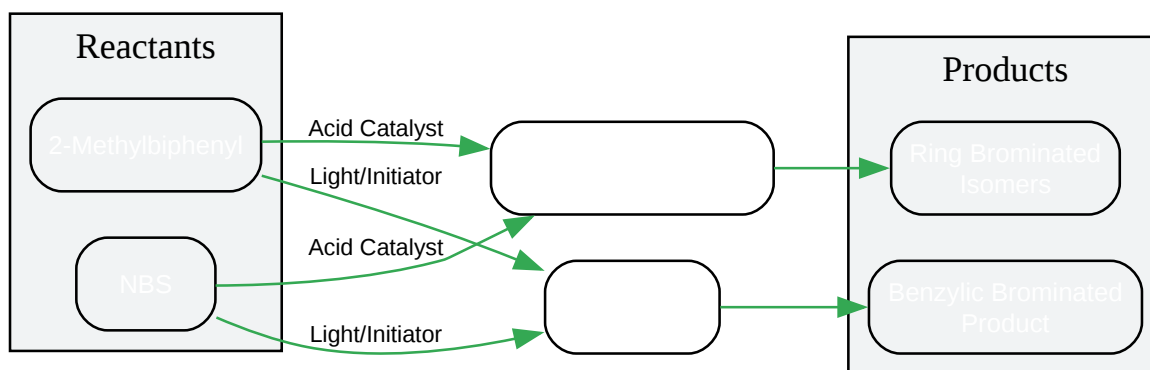 Reactants
Products
2-Methylbiphenyl
Acid Catalyst
Ring Brominated
Isomers
Light/Initiator
Acid Catalyst
NBS
Benzylic Brominated
Product
Light/Initiator